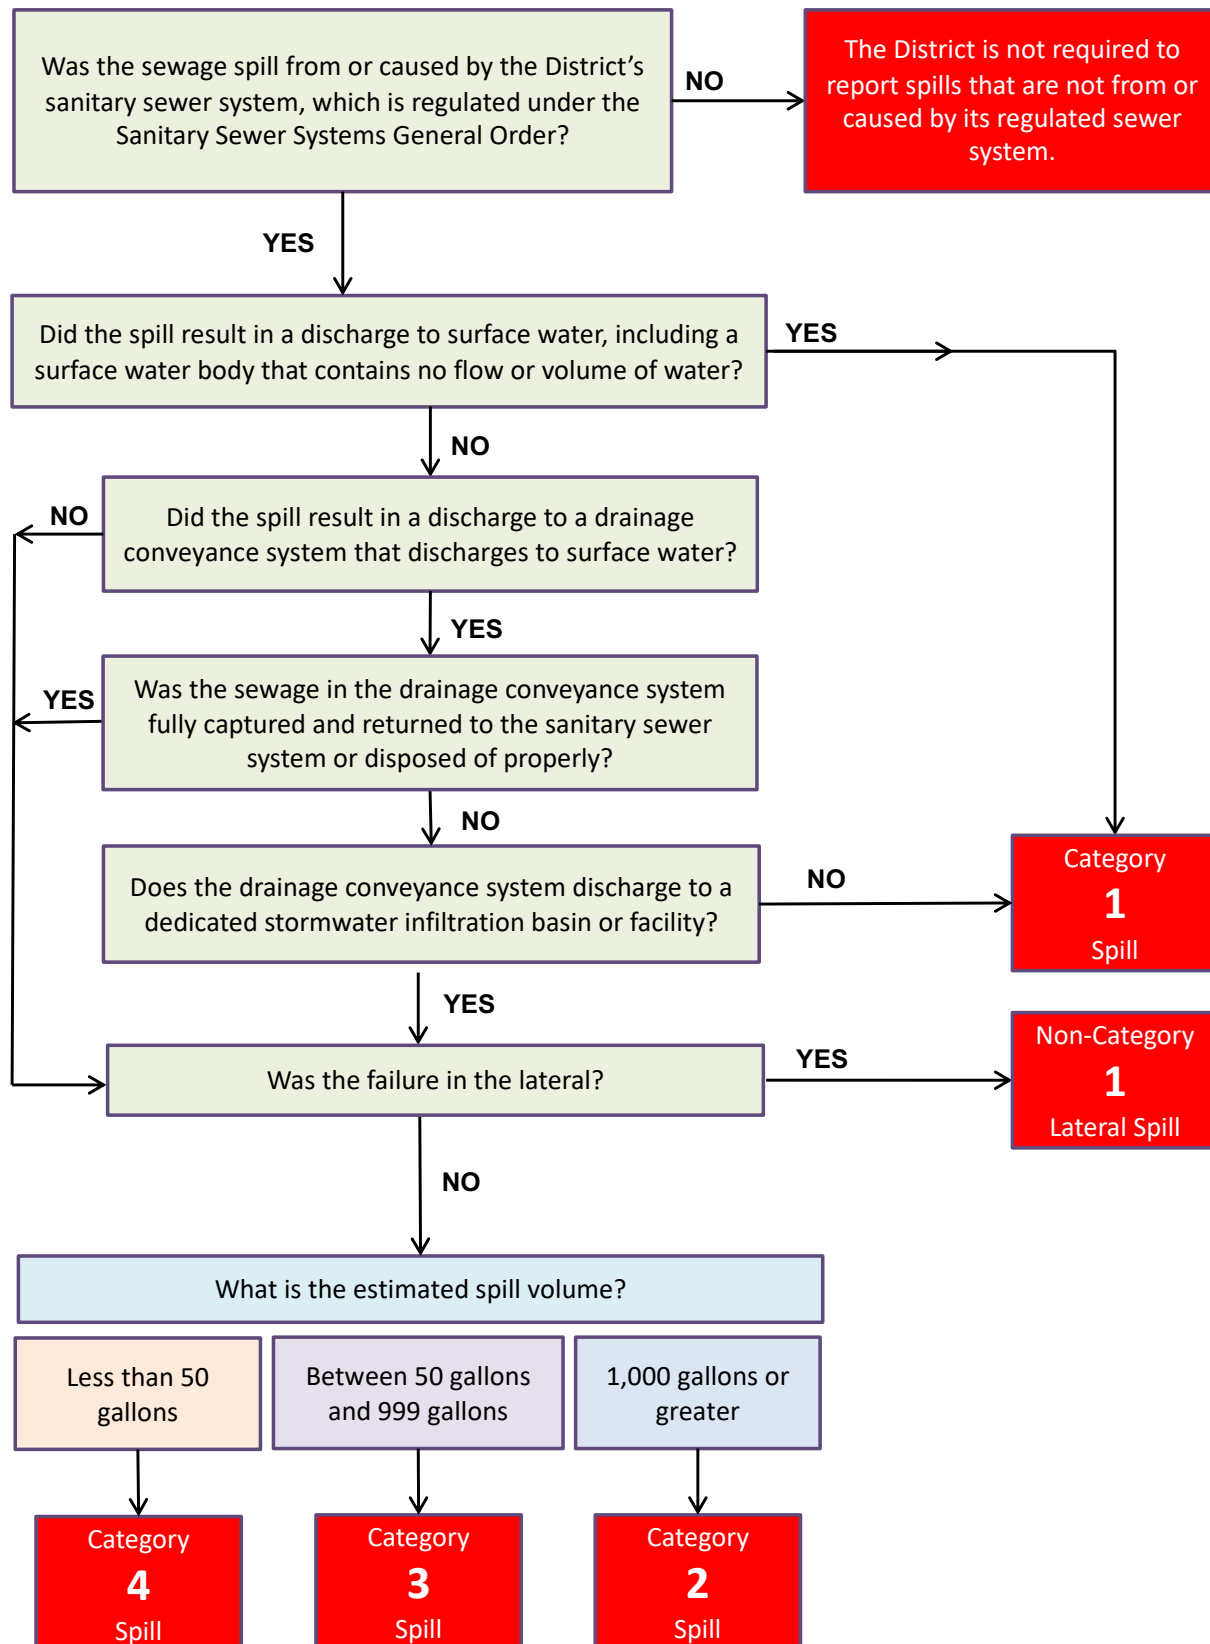 Was the sewage spill from or caused by the District’s
sanitary sewer system, which is regulated under the
Sanitary Sewer Systems General Order?
NO
The District is not required to
report spills that are not from or
caused by its regulated sewer
system.
YES
Did the spill result in a discharge to surface water, including a
surface water body that contains no flow or volume of water?
YES
NO
NO
Did the spill result in a discharge to a drainage
conveyance system that discharges to surface water?
YES
YES
Was the sewage in the drainage conveyance system
fully captured and returned to the sanitary sewer
system or disposed of properly?
NO
Does the drainage conveyance system discharge to a
dedicated stormwater infiltration basin or facility?
NO
Category
1
Spill
YES
Was the failure in the lateral?
YES
Non-Category
1
Lateral Spill
NO
What is the estimated spill volume?
Less than 50
gallons
Between 50 gallons
and 999 gallons
1,000 gallons or
greater
Category
4
Spill
Category
3
Spill
Category
2
Spill